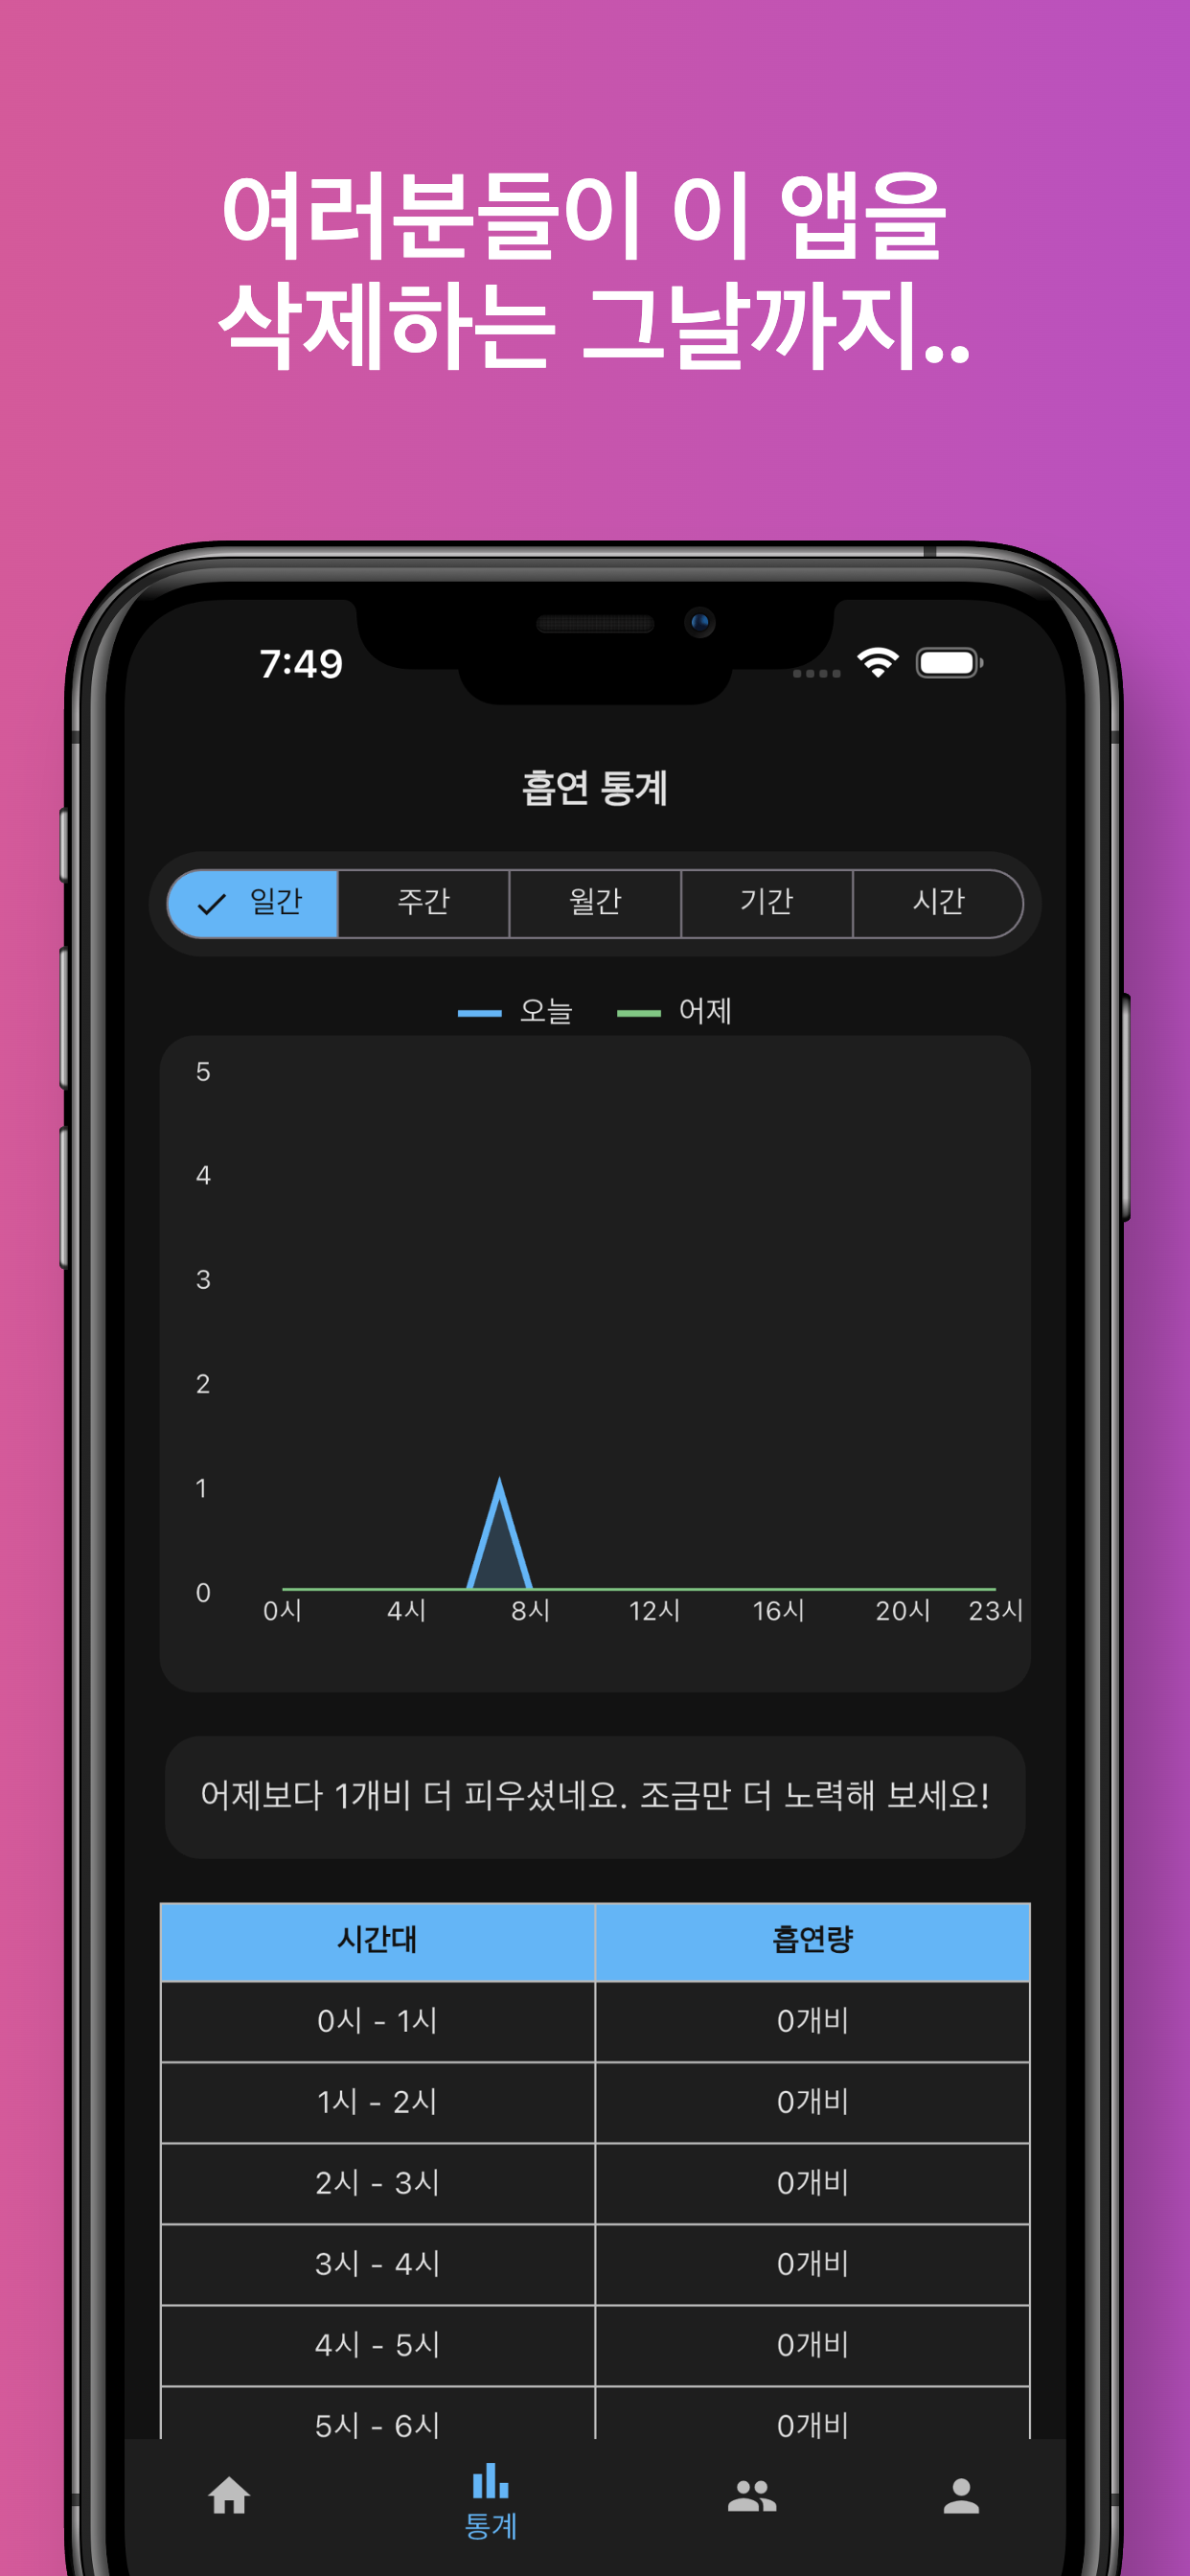 여러분들이 이 앱을
삭제하는 그날까지..
7:49
흡연 통계
일간 주간 월간 기간 시간
오늘 어제
5
4
3
2
1
0
0시 4시 8시 12시 16시 20시 23시
어제보다 1개비 더 피우셨네요. 조금만 더 노력해 보세요!
시간대 흡연량
0시 - 1시 0개비
1시 - 2시 0개비
2시 - 3시 0개비
3시 - 4시 0개비
4시 - 5시 0개비
5시 - 6시 0개비
통계